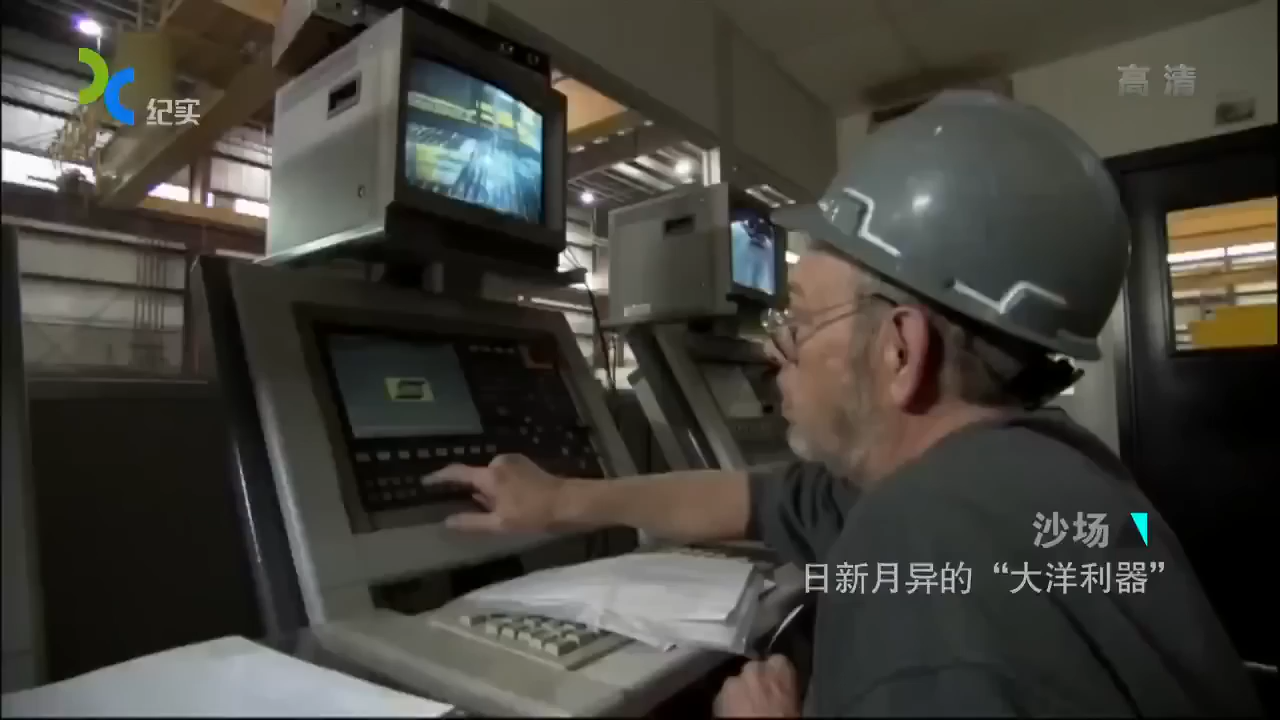 纪实
高清
沙场
日新月异的“大洋利器”